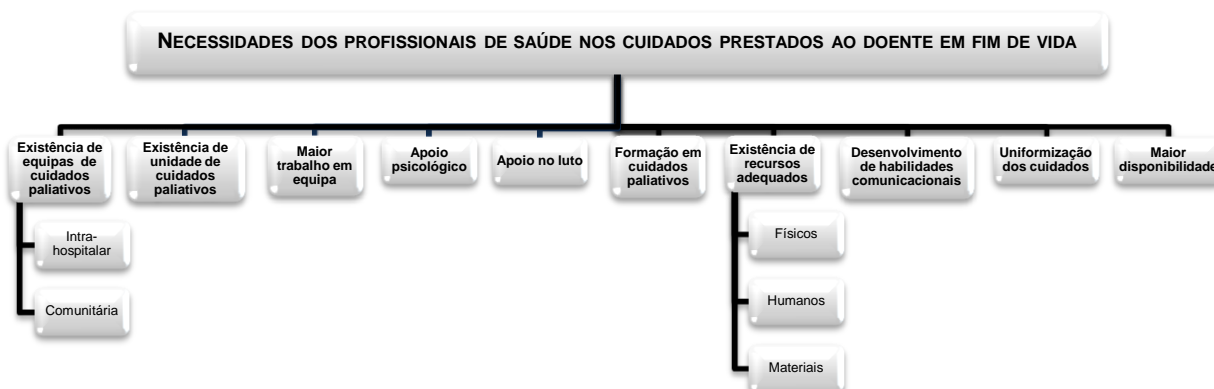 NECESSIDADES DOS PROFISSIONAIS DE SAÚDE NOS CUIDADOS PRESTADOS AO DOENTE EM FIM DE VIDA
Existência de
equipas de
cuidados
paliativos
Intra-
hospitalar
Comunitária
Existência de
unidade de
cuidados
paliativos
Maior
trabalho em
equipa
Apoio
psicológico
Apoio no luto
Formação em
cuidados
paliativos
Existência de
recursos
adequados
Físicos
Humanos
Materiais
Desenvolvimento
de habilidades
comunicacionais
Uniformização
dos cuidados
Maior
disponibilidade